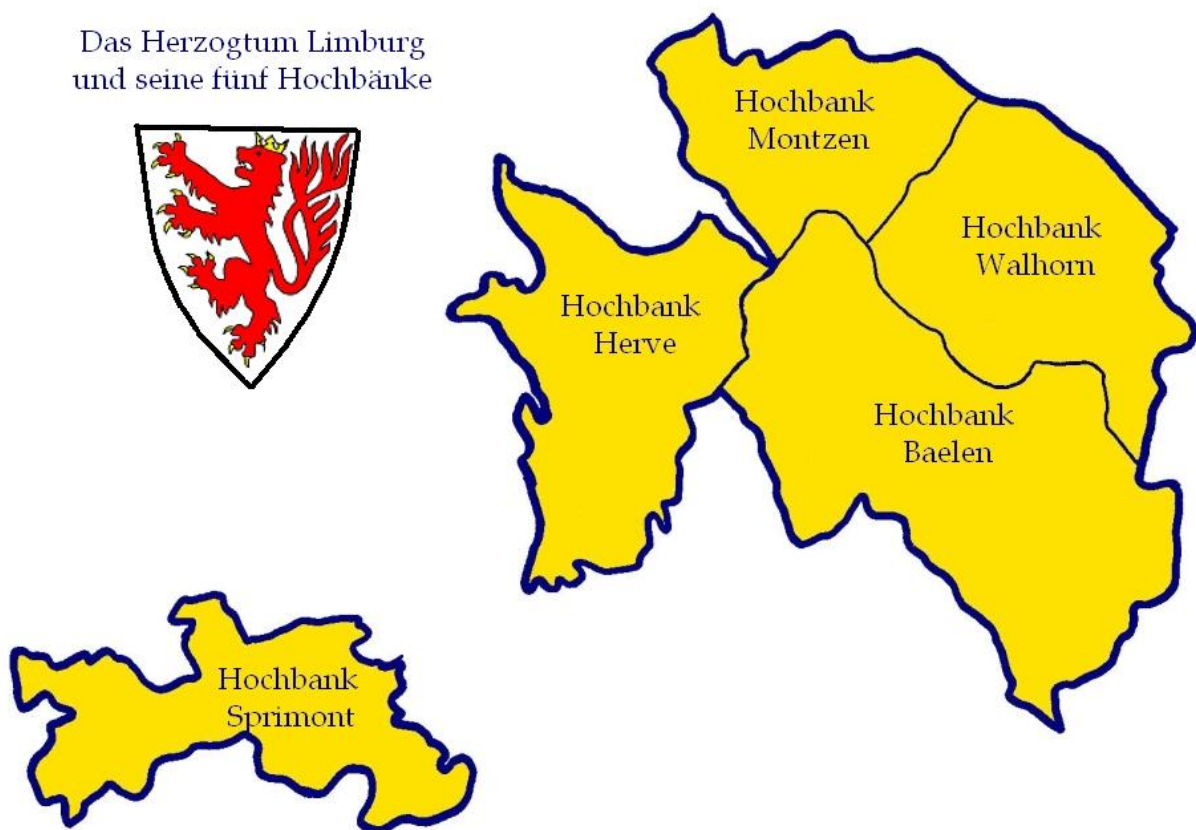 Das Herzogtum Limburg
und seine fünf Hochbänke
Hochbank
Montzen
Hochbank
Walhorn
Hochbank
Herve
Hochbank
Baelen
Hochbank
Sprimont